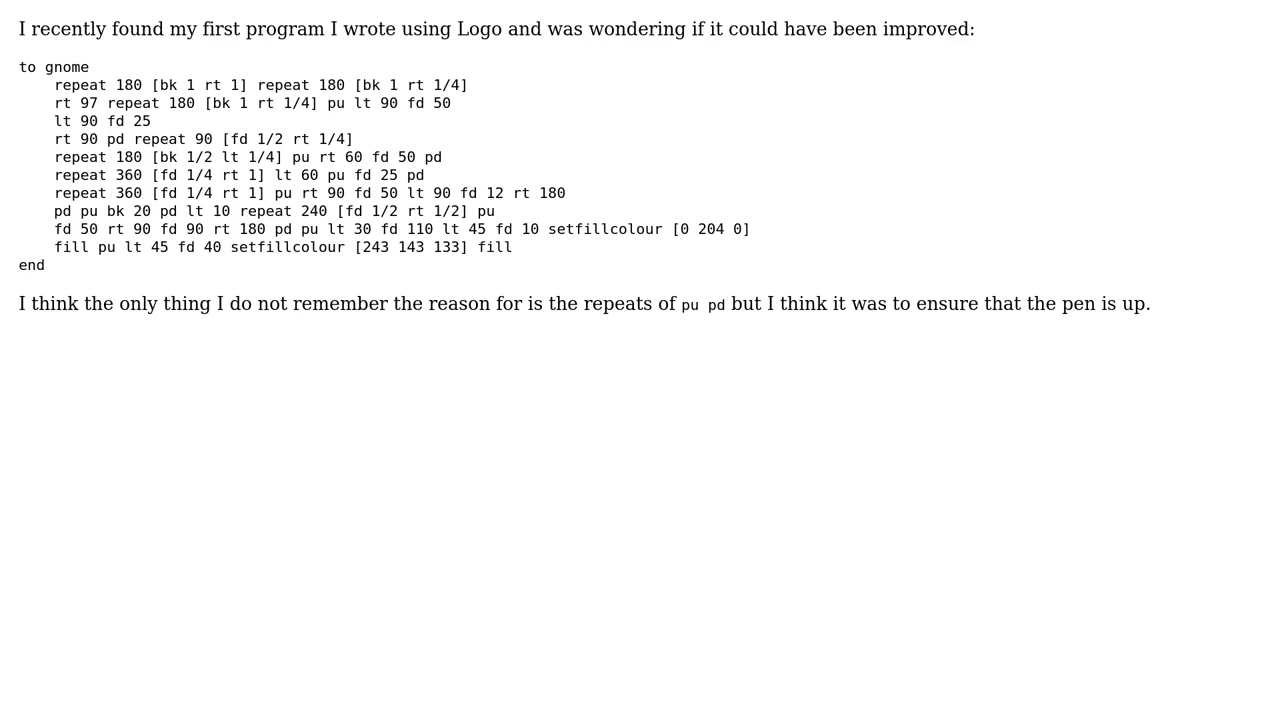 I recently found my first program I wrote using Logo and was wondering if it could have been improved:
to gnome
    repeat 180 [bk 1 rt 1] repeat 180 [bk 1 rt 1/4]
    rt 97 repeat 180 [bk 1 rt 1/4] pu lt 90 fd 50
    lt 90 fd 25
    rt 90 pd repeat 90 [fd 1/2 rt 1/4]
    repeat 180 [bk 1/2 lt 1/4] pu rt 60 fd 50 pd
    repeat 360 [fd 1/4 rt 1] lt 60 pu fd 25 pd
    repeat 360 [fd 1/4 rt 1] pu rt 90 fd 50 lt 90 fd 12 rt 180
    pd pu bk 20 pd lt 10 repeat 240 [fd 1/2 rt 1/2] pu
    fd 50 rt 90 fd 90 rt 180 pd pu lt 30 fd 110 lt 45 fd 10 setfillcolour [0 204 0]
    fill pu lt 45 fd 40 setfillcolour [243 143 133] fill
end
I think the only thing I do not remember the reason for is the repeats of pu pd but I think it was to ensure that the pen is up.